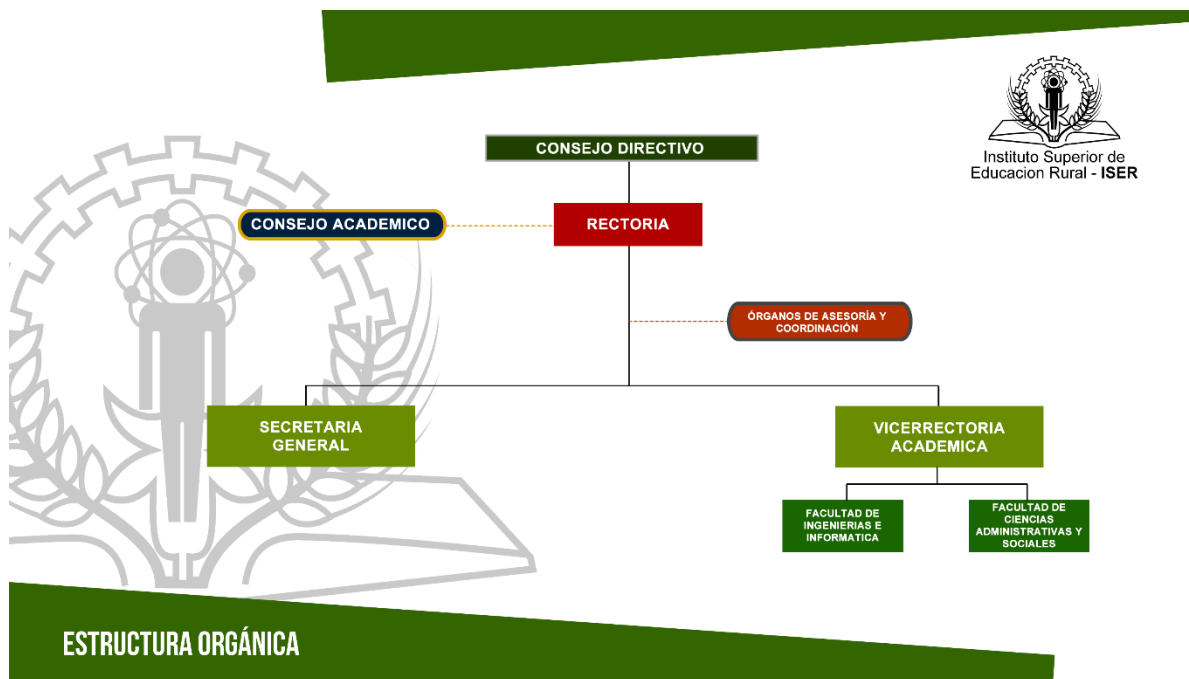 Instituto Superior de
Educacion Rural - ISER
CONSEJO DIRECTIVO
CONSEJO ACADEMICO
RECTORIA
ÓRGANOS DE ASESORÍA Y
COORDINACIÓN
SECRETARIA
GENERAL
VICERRECTORIA
ACADEMICA
FACULTAD DE
INGENIERIAS E
INFORMATICA
FACULTAD DE
CIENCIAS
ADMINISTRATIVAS Y
SOCIALES
ESTRUCTURA ORGÁNICA